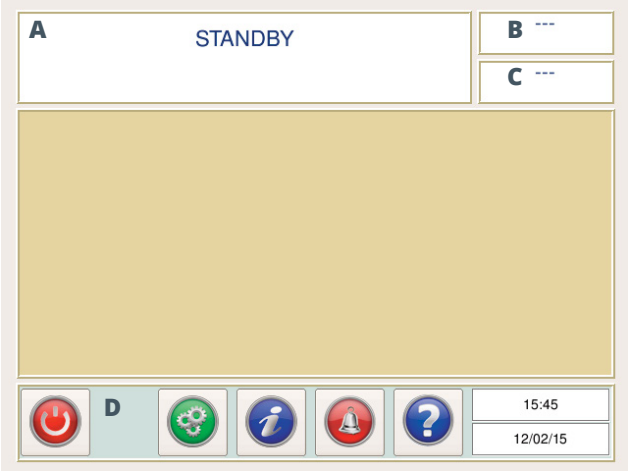 A
STANDBY
B ---
C ---
D
i
?
15:45
12/02/15